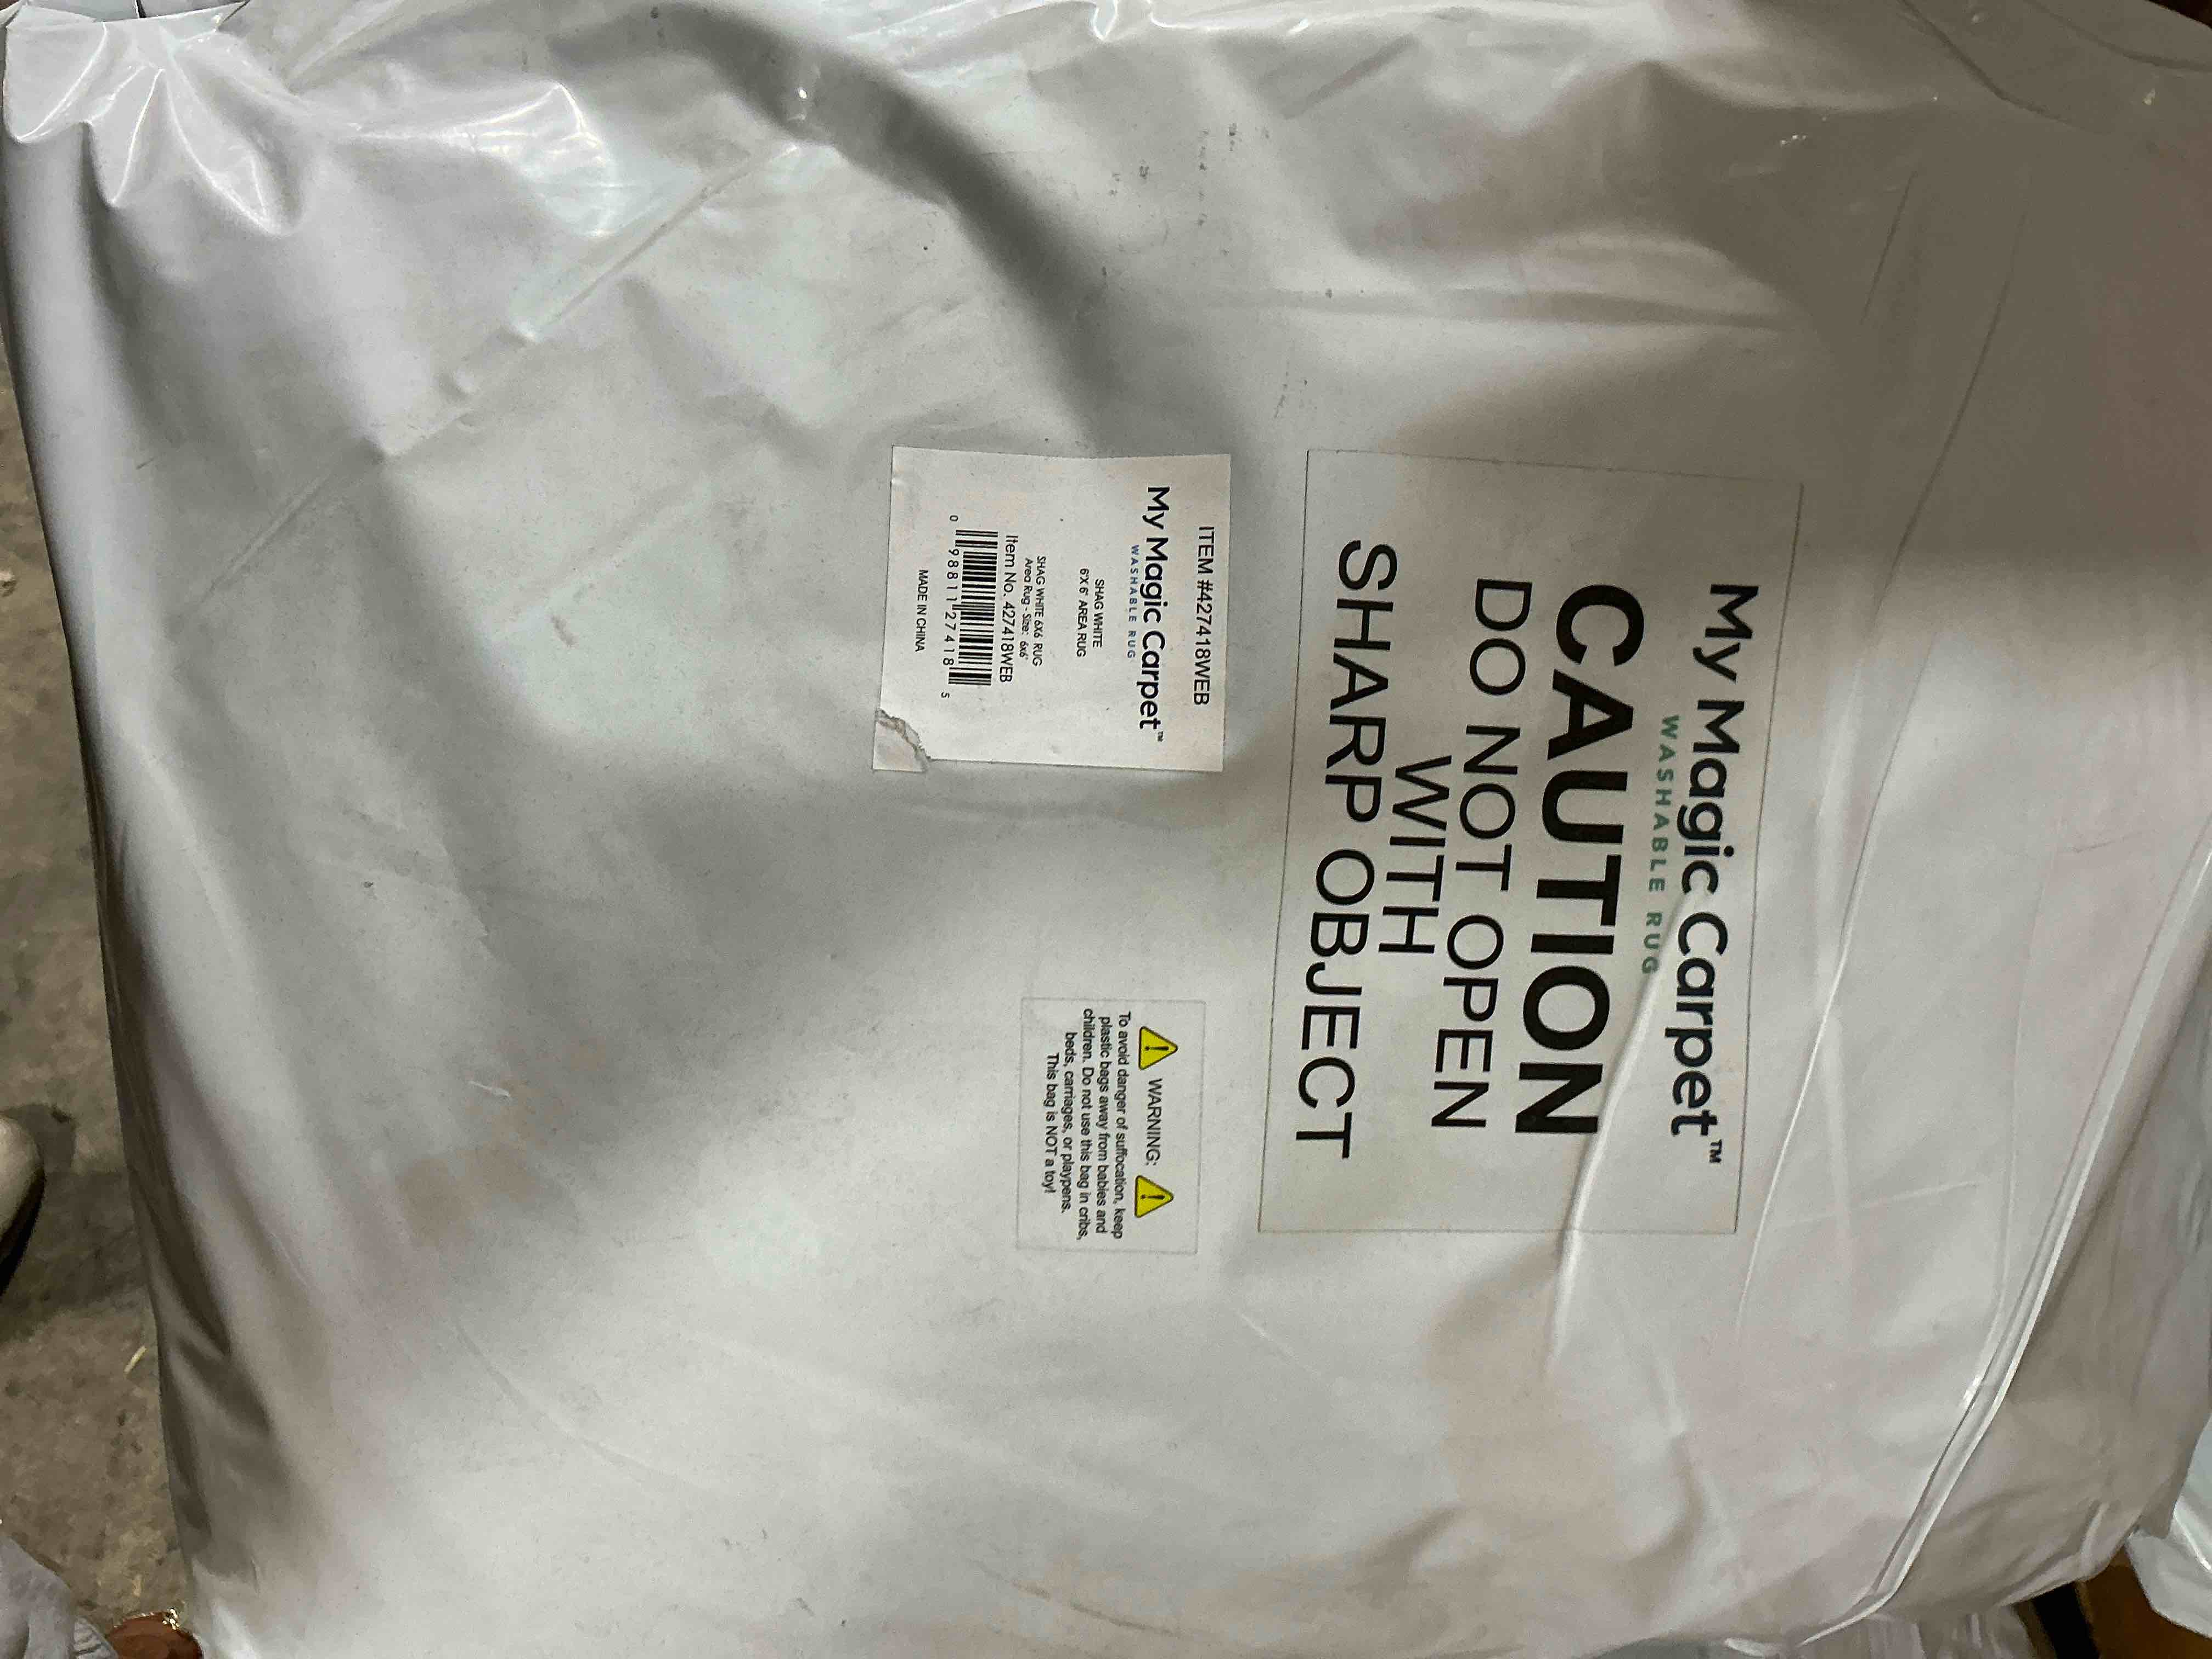 My Magic Carpet™
WASHABLE RUG
CAUTION
DO NOT OPEN
WITH
SHARP OBJECT
ITEM #427418WEB
My Magic Carpet™
WASHABLE RUG
SHAG WHITE
6'X 6' AREA RUG
SHAG WHITE 6X6 RUG
Area Rug - Size: 6x6'
Item No. 427418WEB
0 98811 27418 5
MADE IN CHINA
WARNING:
To avoid danger of suffocation, keep
plastic bags away from babies and
children. Do not use this bag in cribs,
beds, carriages, or playpens.
This bag is NOT a toy!